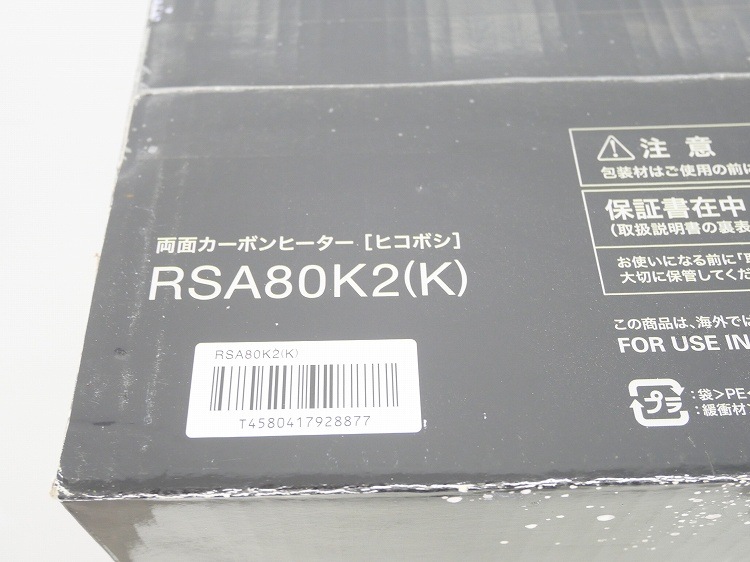 両面カーボンヒーター［ヒコボシ］
RSA80K2(K)
RSA80K2(K)
T4580417928877
注意
包装材はご使用の前に
保証書在中
(取扱説明書の裏表
お使いになる前に「取
大切に保管してくだ
この商品は、海外では
FOR USE IN
プラ
:袋>PE
:緩衝材